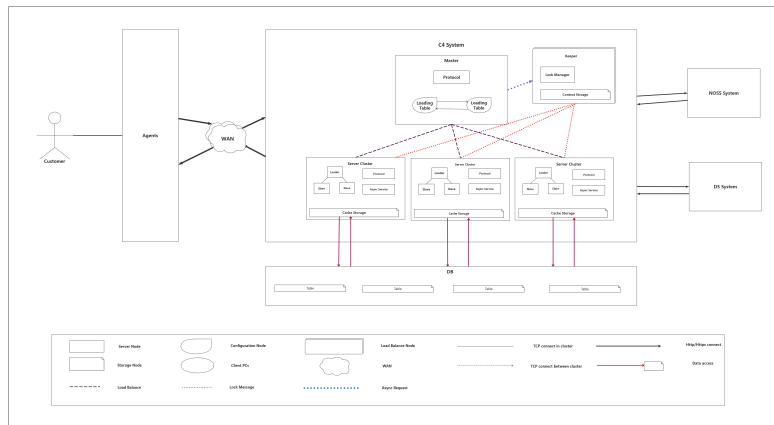 C4 System
Master
Protocol
Loading
Table
Loading
Table
Keeper
Lock Manager
Context Storage
NOSS System
Agents
WAN
Customer
Server Cluster
Leader
Slave
Slave
Protocol
Async Service
Cache Storage
Server Cluster
Leader
Slave
Slave
Protocol
Async Service
Cache Storage
Server Cluster
Leader
Slave
Slave
Protocol
Async Service
Cache Storage
DS System
DB
Table
Table
Table
Table
Server Node
Configuration Node
Load Balance Node
TCP connect in cluster
Http/Https connect
Storage Node
Client PCs
WAN
TCP connect between cluster
Data access
Load Balance
Lock Message
Async Request